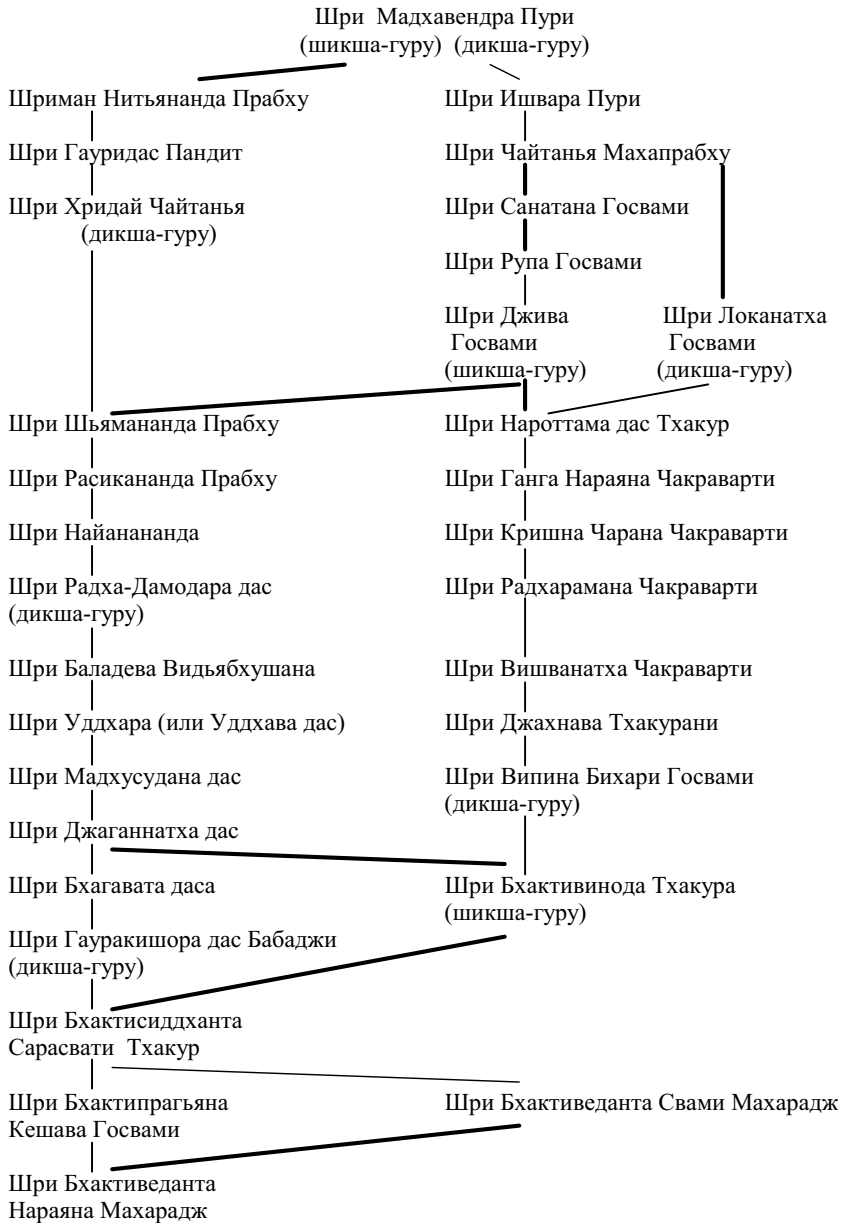 Шри Мадхавендра Пури
(шикша-гуру) (дикша-гуру)
Шриман Нитьянанда Прабху Шри Ишвара Пури
Шри Гауридас Пандит Шри Чайтанья Махапрабху
Шри Хридай Чайтанья Шри Санатана Госвами
(дикша-гуру)
Шри Рупа Госвами
Шри Джива Шри Локанатха
Госвами Госвами
(шикша-гуру) (дикша-гуру)
Шри Шьямананда Прабху Шри Нароттама дас Тхакур
Шри Расикананда Прабху Шри Ганга Нараяна Чакраварти
Шри Найанананда Шри Кришна Чарана Чакраварти
Шри Радха-Дамодара дас Шри Радхарамана Чакраварти
(дикша-гуру)
Шри Баладева Видьябхушана Шри Вишванатха Чакраварти
Шри Уддхара (или Уддхава дас) Шри Джахнава Тхакурани
Шри Мадхусудана дас Шри Випина Бихари Госвами
(дикша-гуру)
Шри Джаганнатха дас
Шри Бхагавата даса Шри Бхактивинода Тхакура
(шикша-гуру)
Шри Гауракишора дас Бабаджи
(дикша-гуру)
Шри Бхактисиддханта
Сарасвати Тхакур
Шри Бхактипрагьяна Шри Бхактиведанта Свами Махарадж
Кешава Госвами
Шри Бхактиведанта
Нараяна Махарадж